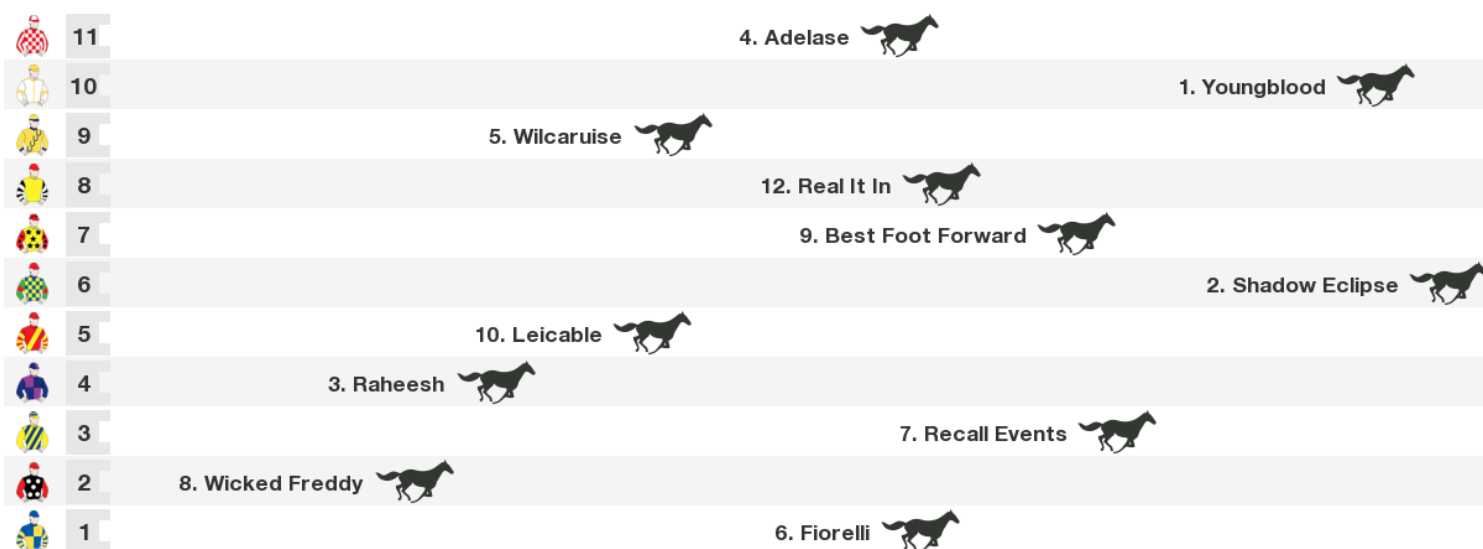 11 4. Adelase
10 1. Youngblood
9 5. Wilcaruise
8 12. Real It In
7 9. Best Foot Forward
6 2. Shadow Eclipse
5 10. Leicable
4 3. Raheesh
3 7. Recall Events
2 8. Wicked Freddy
1 6. Fiorelli